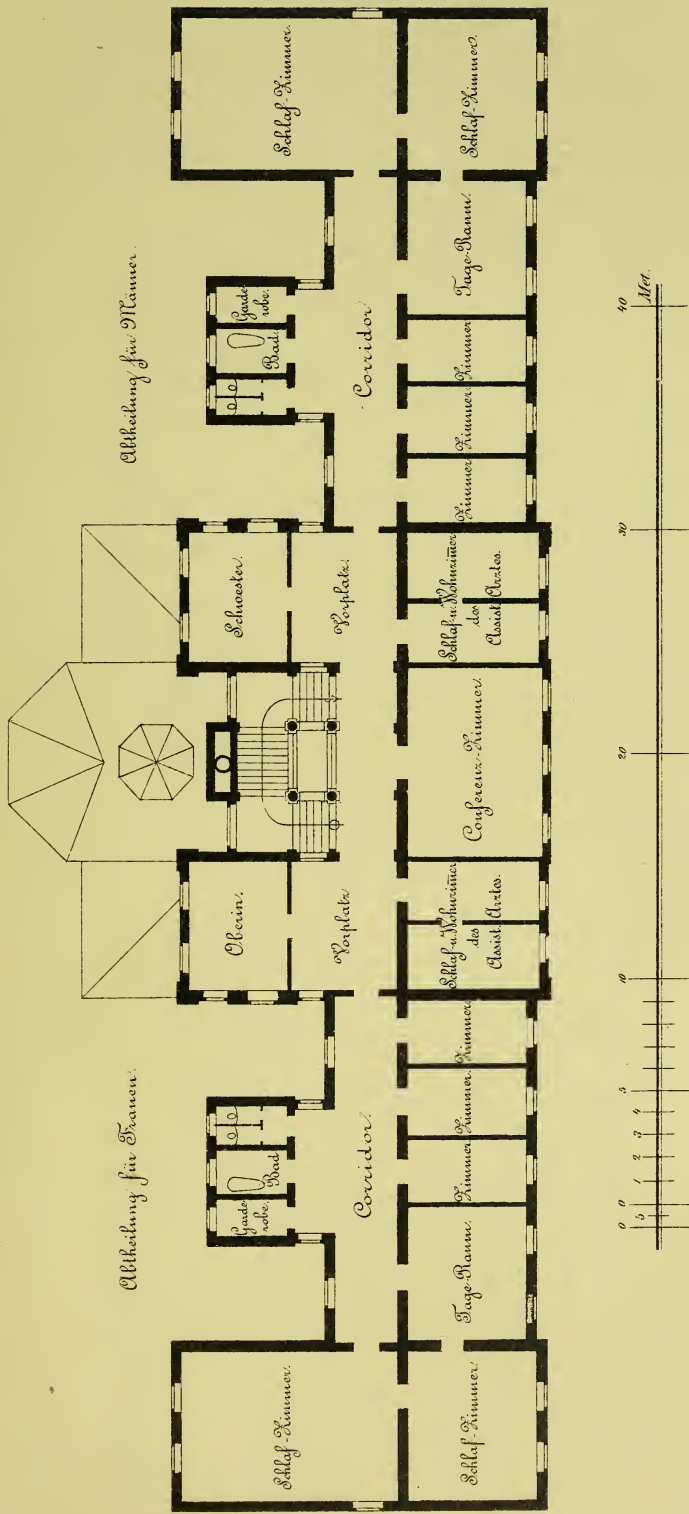 Abtheilung für Frauen.
Abtheilung für Männer.
Schlaf-Zimmer.
Garde-
robe.
Bad.
Oberin.
Schwester.
Bad.
Garde-
robe.
Schlaf-Zimmer.
Corridor.
Vorplatz
Vorplatz
Corridor
Schlaf-Zimmer.
Tage-Raum.
Zimmer
Zimmer
Zimmer
Schlaf- u. Wohnzimer
des
Assist. Arztes.
Conferenz-Zimmer.
Schlaf- u. Wohnzimer
des
Assist. Arztes.
Zimmer
Zimmer
Zimmer
Tage-Raum.
Schlaf-Zimmer.
0 5 0 1 2 3 4 5 10 20 30 40 Met.